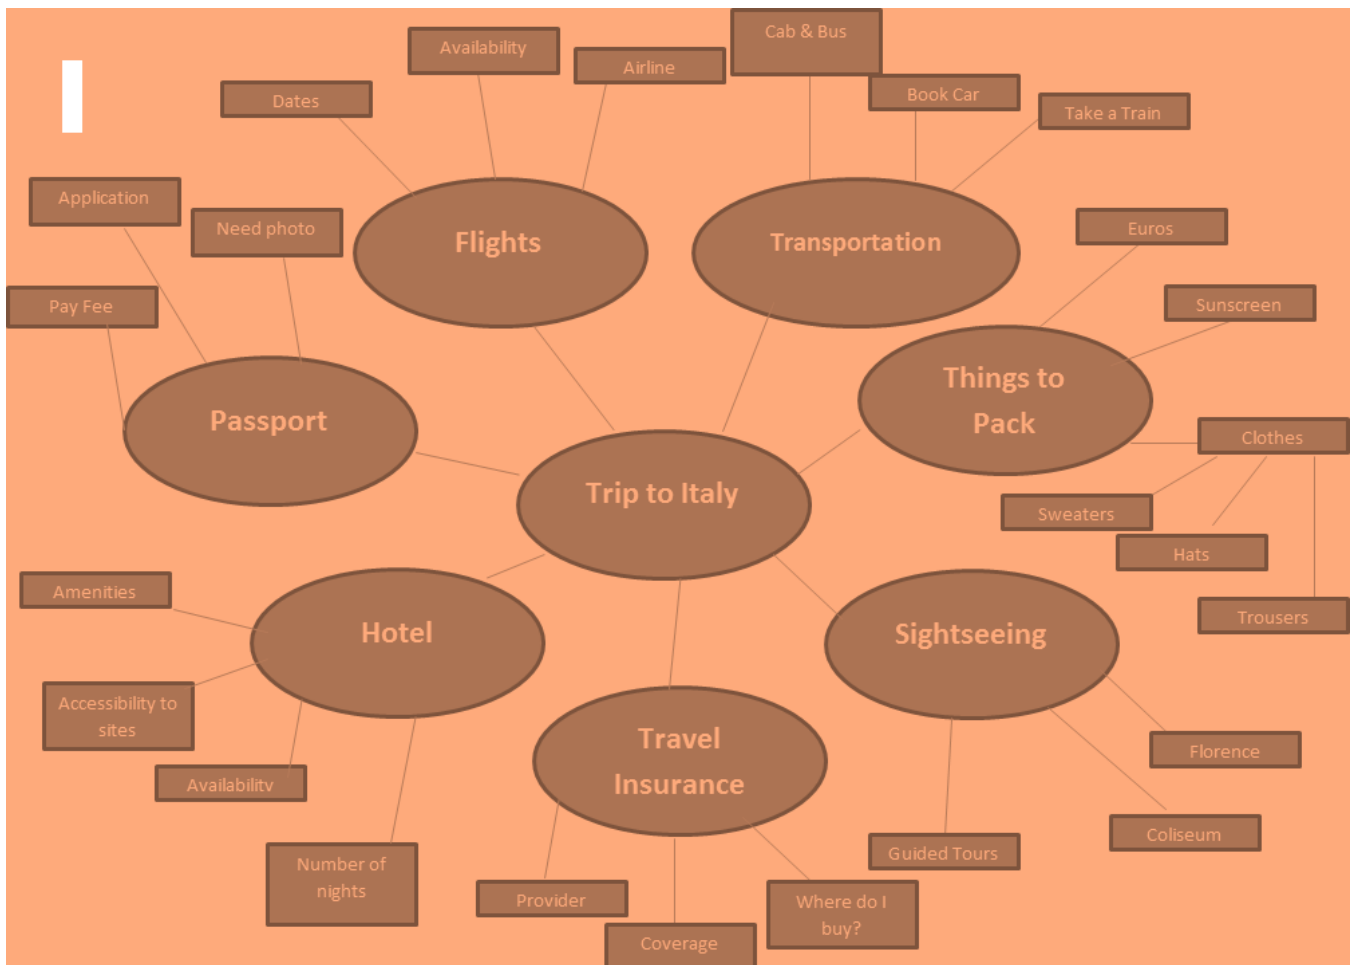 Cab & Bus
Availability
Airline
Dates
Book Car
Take a Train
Application
Need photo
Euros
Flights
Transportation
Pay Fee
Sunscreen
Things to
Pack
Passport
Clothes
Trip to Italy
Sweaters
Hats
Amenities
Trousers
Hotel
Sightseeing
Accessibility to
sites
Travel
Insurance
Florence
Availability
Coliseum
Guided Tours
Number of
nights
Provider
Where do I
buy?
Coverage